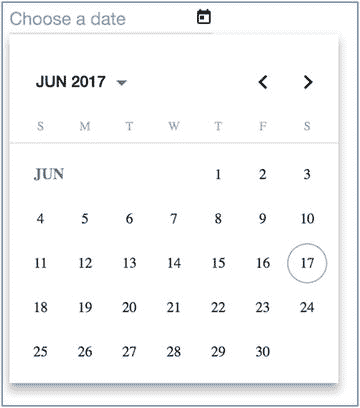 Choose a date
JUN 2017
S M T W T F S
JUN 1 2 3
4 5 6 7 8 9 10
11 12 13 14 15 16 17
18 19 20 21 22 23 24
25 26 27 28 29 30